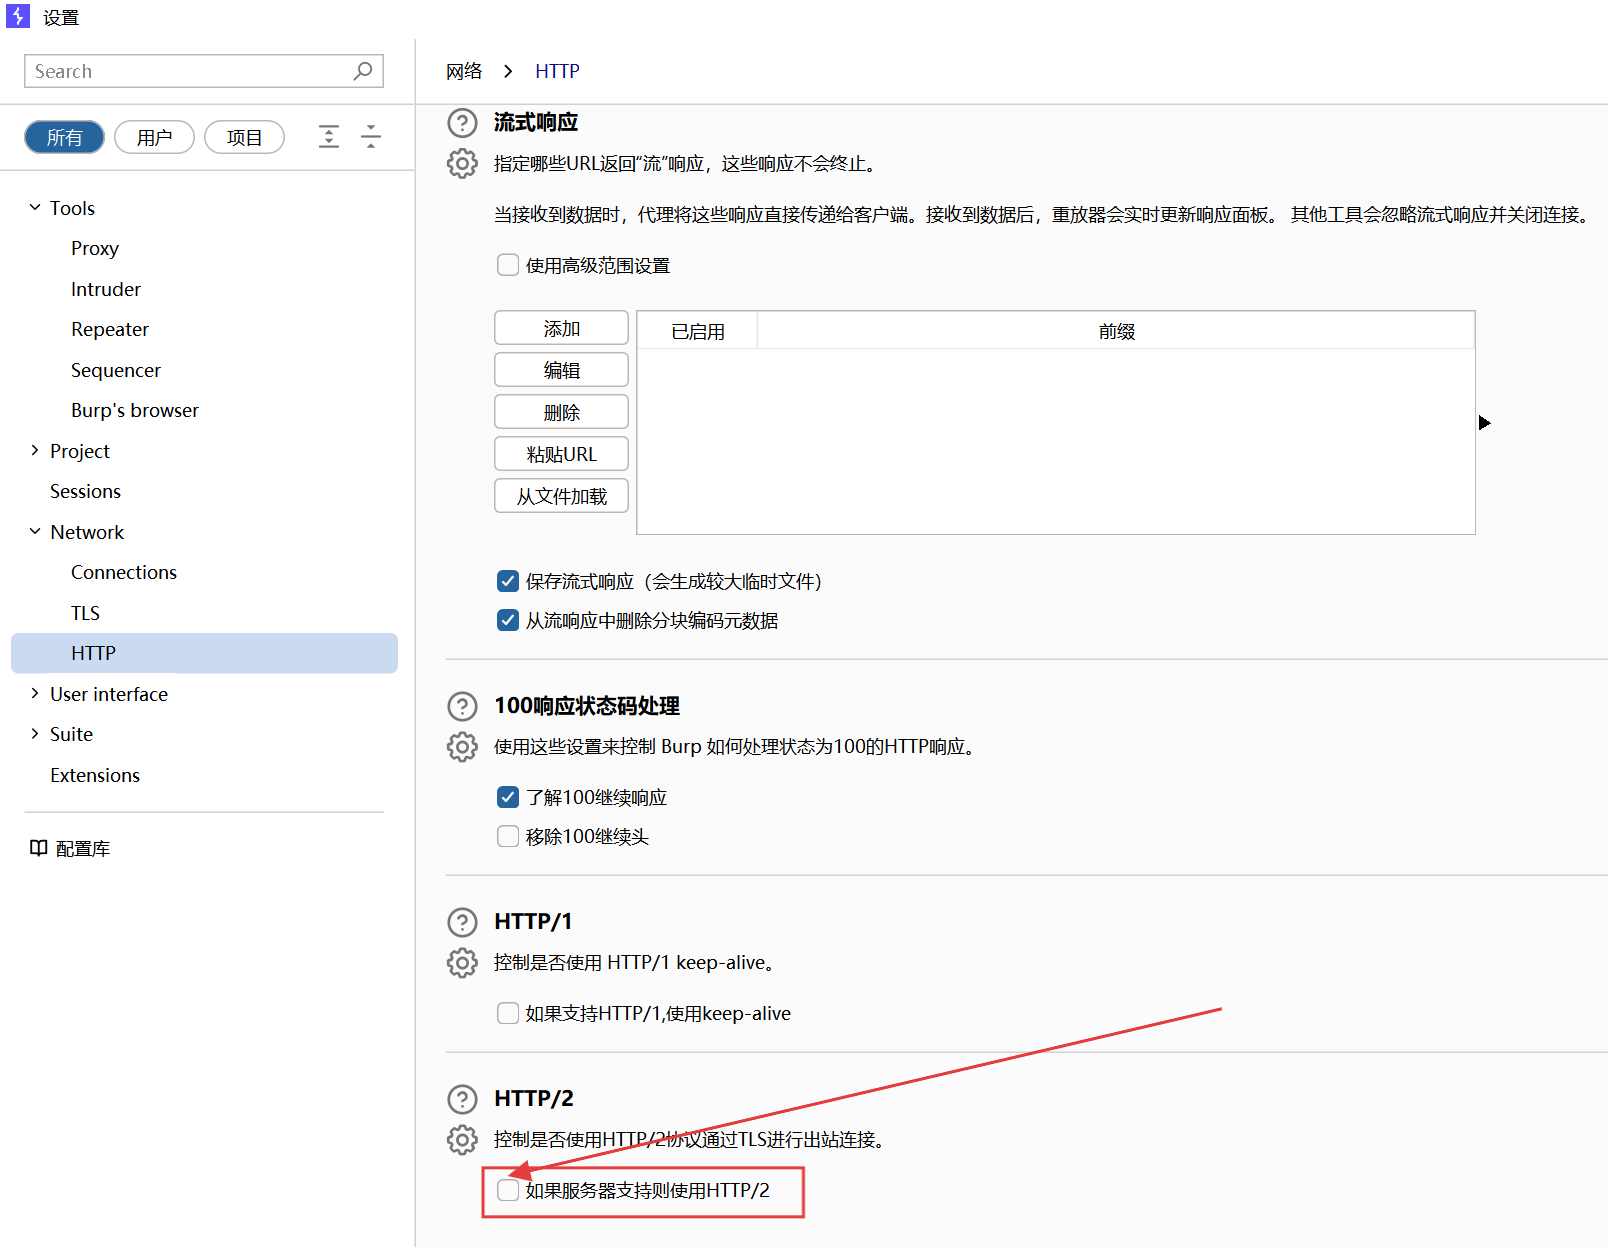 设置
Search
所有
用户
项目
Tools
Proxy
Intruder
Repeater
Sequencer
Burp's browser
Project
Sessions
Network
Connections
TLS
HTTP
User interface
Suite
Extensions
配置库
网络 > HTTP
流式响应
指定哪些URL返回“流”响应，这些响应不会终止。
当接收到数据时，代理将这些响应直接传递给客户端。接收到数据后，重放器会实时更新响应面板。 其他工具会忽略流式响应并关闭连接。
使用高级范围设置
添加
编辑
删除
粘贴URL
从文件加载
已启用
前缀
保存流式响应（会生成较大临时文件）
从流响应中删除分块编码元数据
100响应状态码处理
使用这些设置来控制 Burp 如何处理状态为100的HTTP响应。
了解100继续响应
移除100继续头
HTTP/1
控制是否使用 HTTP/1 keep-alive。
如果支持HTTP/1,使用keep-alive
HTTP/2
控制是否使用HTTP/2协议通过TLS进行出站连接。
如果服务器支持则使用HTTP/2